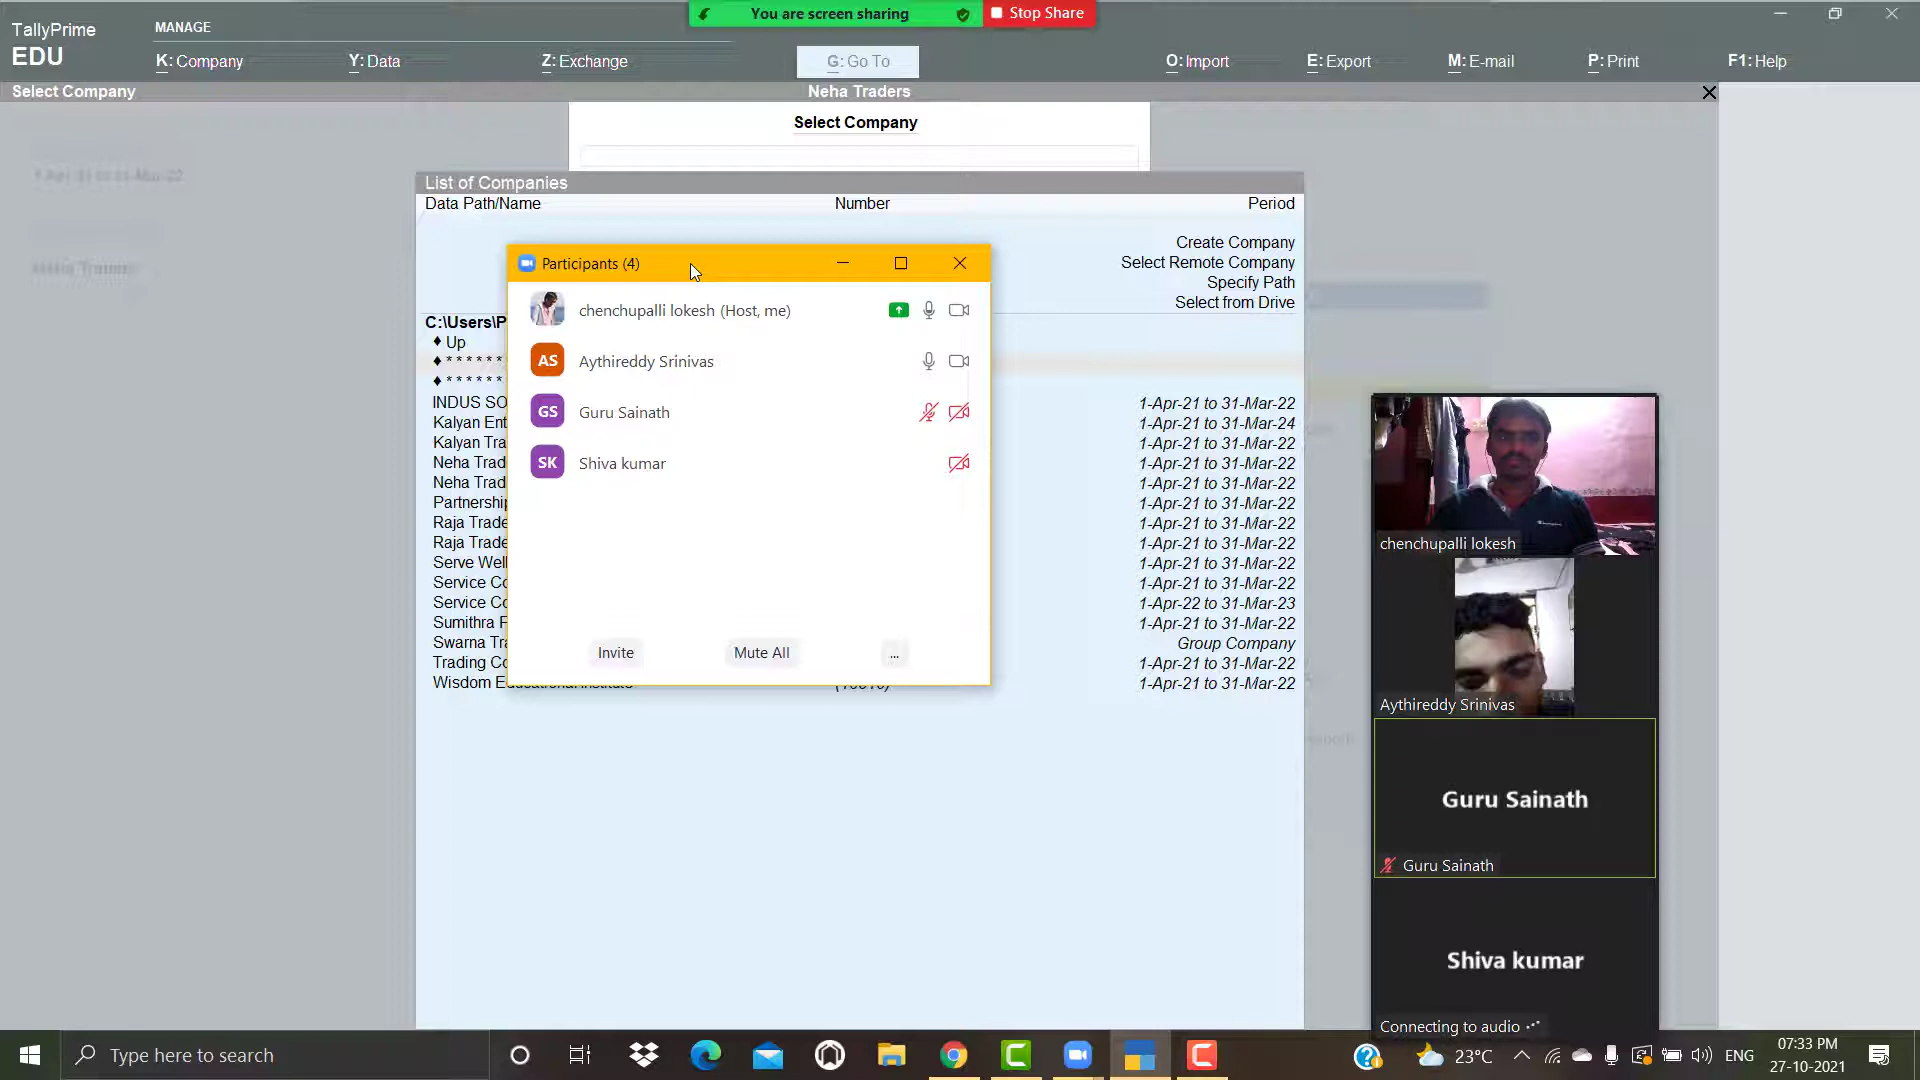 TallyPrime
EDU
MANAGE
K: Company
Y: Data
Z: Exchange
G: Go To
O: Import
E: Export
M: E-mail
P: Print
F1: Help
You are screen sharing
Stop Share
Select Company
Neha Traders
Select Company
List of Companies
Data Path/Name Number Period
Create Company
Select Remote Company
Specify Path
Select from Drive
C:\Users\P
♦ Up
♦ * * * * * *
♦ * * * * * *
INDUS SO 1-Apr-21 to 31-Mar-22
Kalyan Ent 1-Apr-21 to 31-Mar-24
Kalyan Tra 1-Apr-21 to 31-Mar-22
Neha Trad 1-Apr-21 to 31-Mar-22
Neha Trad 1-Apr-21 to 31-Mar-22
Partnership 1-Apr-21 to 31-Mar-22
Raja Trade 1-Apr-21 to 31-Mar-22
Raja Trade 1-Apr-21 to 31-Mar-22
Serve Well 1-Apr-21 to 31-Mar-22
Service Co 1-Apr-21 to 31-Mar-22
Service Co 1-Apr-22 to 31-Mar-23
Sumithra F 1-Apr-21 to 31-Mar-22
Swarna Tra Group Company
Trading Co 1-Apr-21 to 31-Mar-22
Wisdom Educational Institute 1-Apr-21 to 31-Mar-22
Participants (4)
chenchupalli lokesh (Host, me)
AS Aythireddy Srinivas
GS Guru Sainath
SK Shiva kumar
Invite
Mute All
...
chenchupalli lokesh
Aythireddy Srinivas
Guru Sainath
Guru Sainath
Shiva kumar
Connecting to audio
Type here to search
23°C
ENG
07:33 PM
27-10-2021